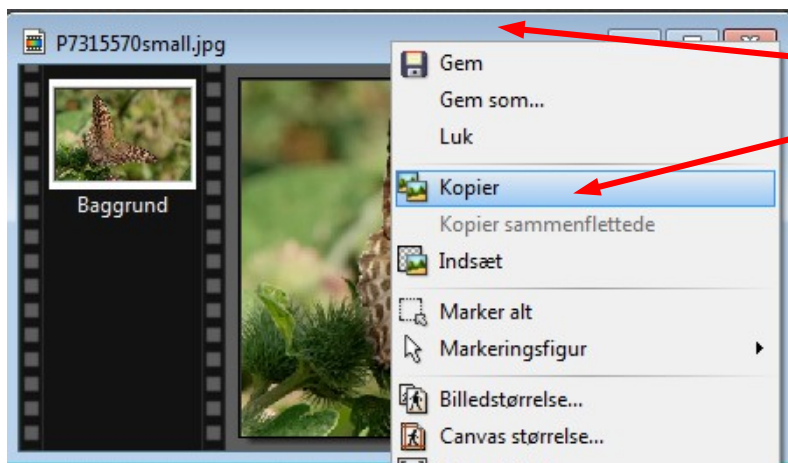 P7315570small.jpg
Baggrund
Gem
Gem som...
Luk
Kopier
Kopier sammenflettede
Indsæt
Marker alt
Markeringsfigur
Billedstørrelse...
Canvas størrelse...